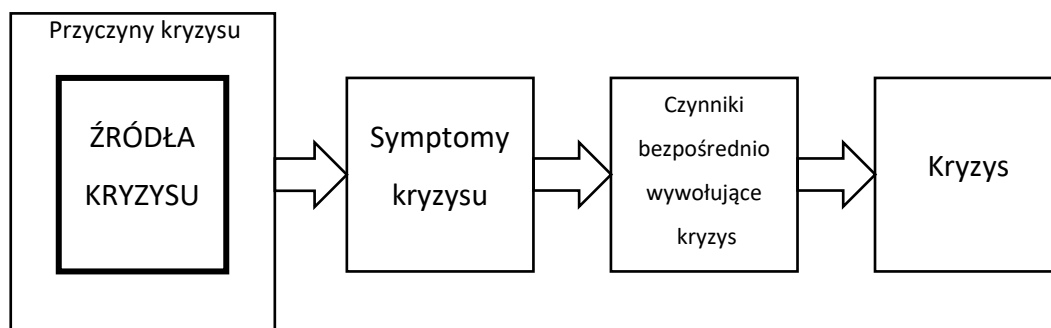 Przyczyny kryzysu
ŹRÓDŁA
KRYZYSU
Symptomy
kryzysu
Czynniki
bezpośrednio
wywołujące
kryzys
Kryzys